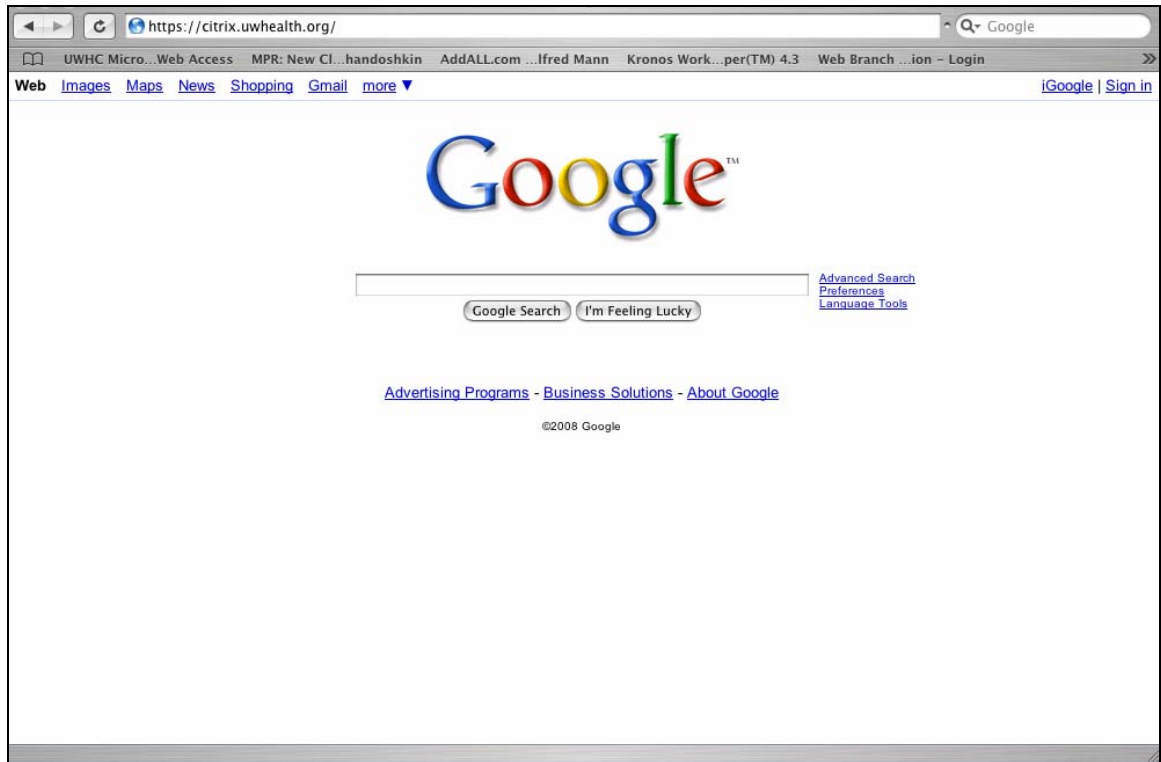 https://citrix.uwhealth.org/ Google
UWHC Micro...Web Access MPR: New Cl...handoshkin AddALL.com ...lfred Mann Kronos Work...per(TM) 4.3 Web Branch ...ion – Login »
Web Images Maps News Shopping Gmail more ▼ iGoogle | Sign in
Google™
Advanced Search
Preferences
Language Tools
Google Search I'm Feeling Lucky
Advertising Programs - Business Solutions - About Google
©2008 Google